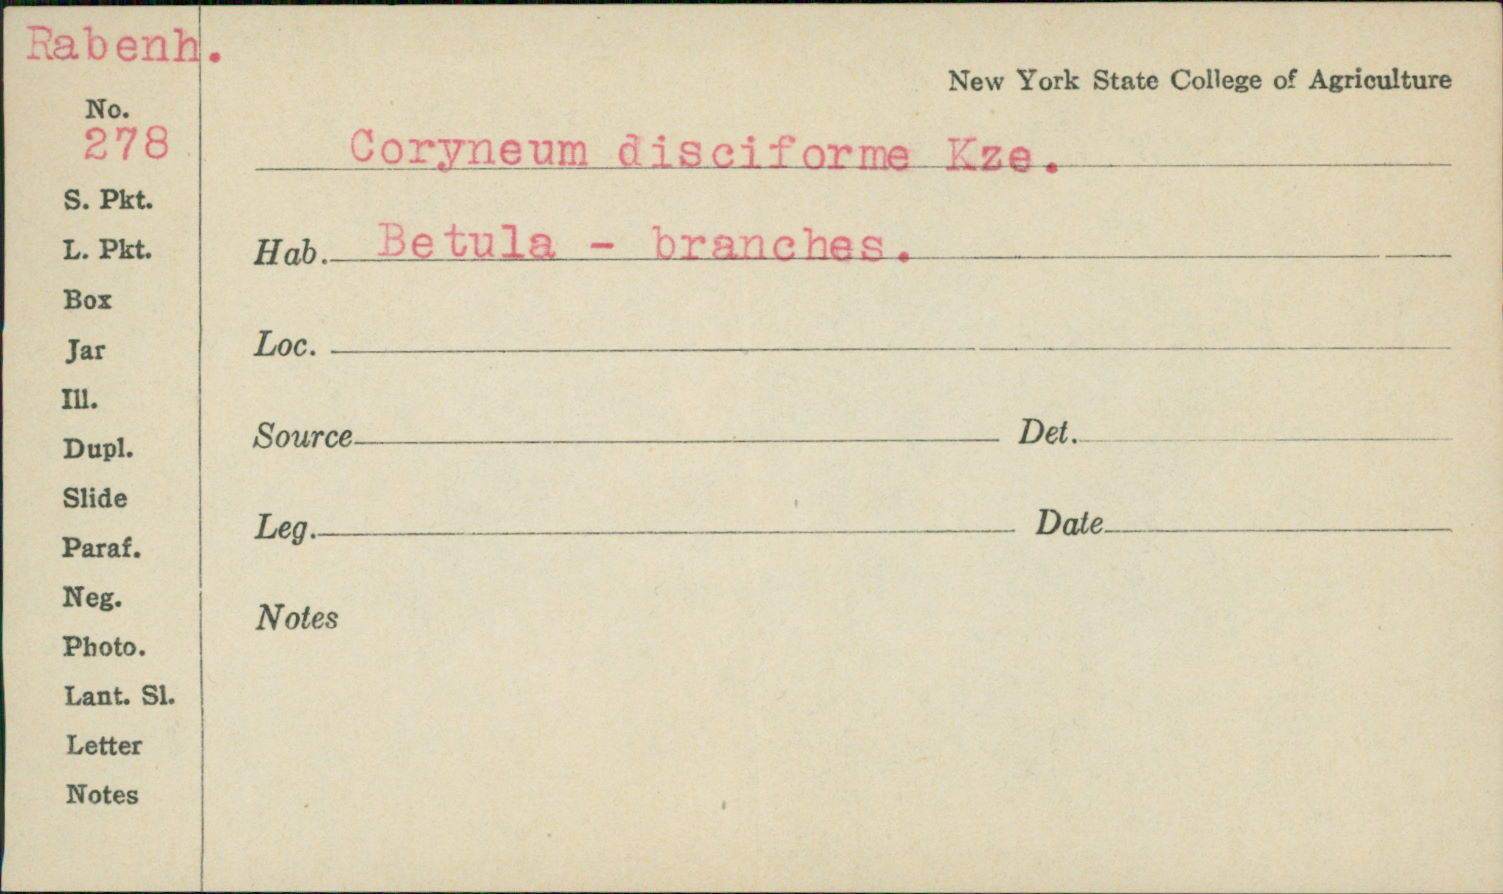 Rabenh.
New York State College of Agriculture
No.
278
Coryneum disciforme Kze.
S. Pkt.
L. Pkt.
Hab. Betula - branches.
Box
Jar
Loc.
Ill.
Dupl.
Source Det.
Slide
Leg. Date
Paraf.
Neg.
Notes
Photo.
Lant. Sl.
Letter
Notes